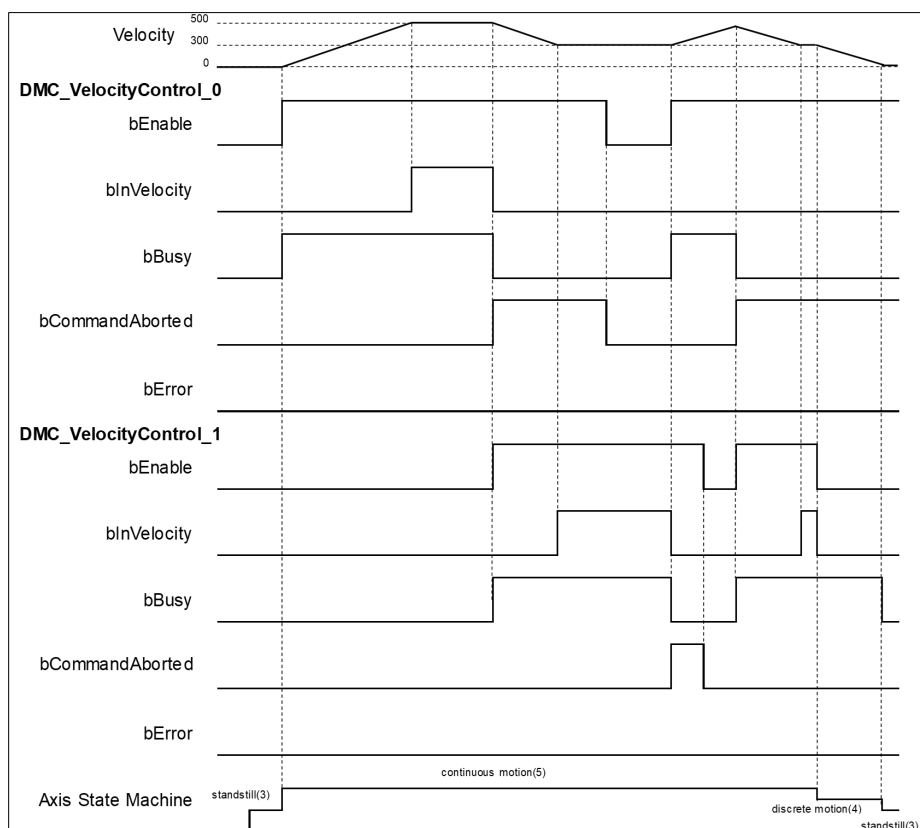 500
Velocity
300
0
DMC_VelocityControl_0
bEnable
bInVelocity
bBusy
bCommandAborted
bError
DMC_VelocityControl_1
bEnable
bInVelocity
bBusy
bCommandAborted
bError
continuous motion(5)
standstill(3)
Axis State Machine
discrete motion(4)
standstill(3)